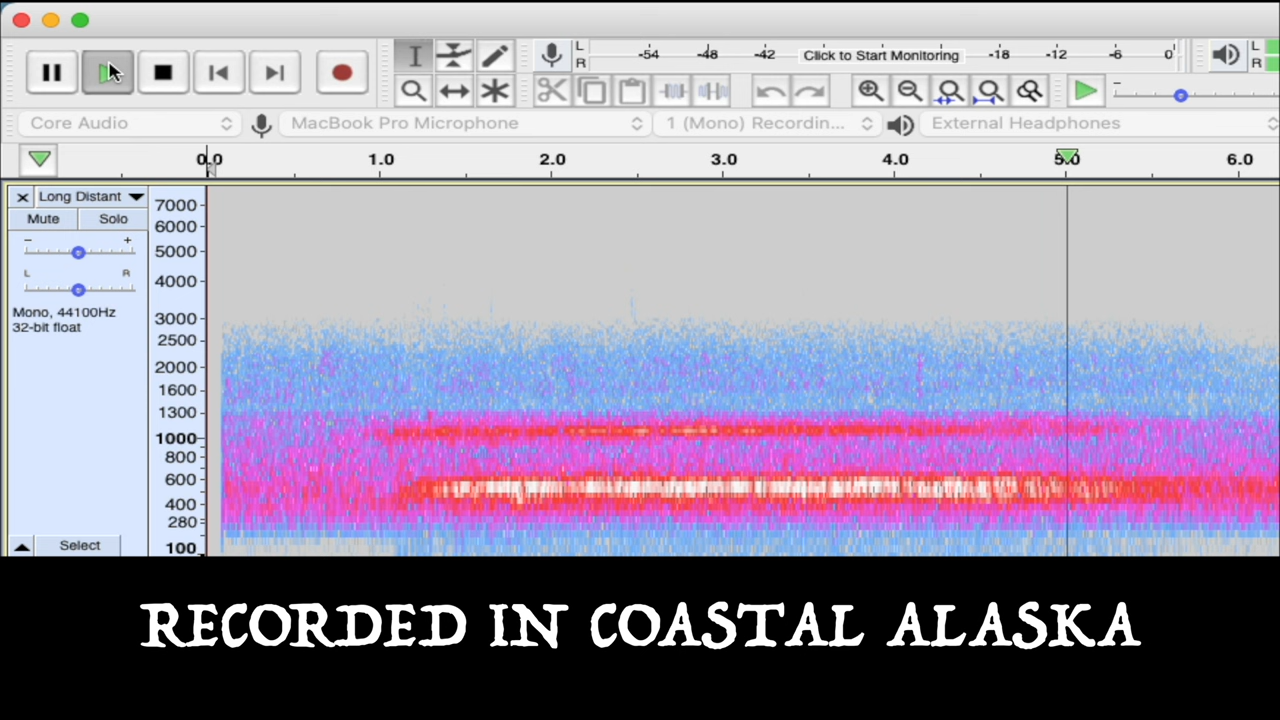 L
R
-54 -48 -42 Click to Start Monitoring -18 -12 -6 0
L
R
Core Audio
MacBook Pro Microphone
1 (Mono) Recordin...
External Headphones
0.0 1.0 2.0 3.0 4.0 5.0 6.0
Long Distant
Mute Solo
- +
L R
Mono, 44100Hz
32-bit float
Select
7000
6000
5000
4000
3000
2500
2000
1600
1300
1000
800
600
400
280
100
RECORDED IN COASTAL ALASKA